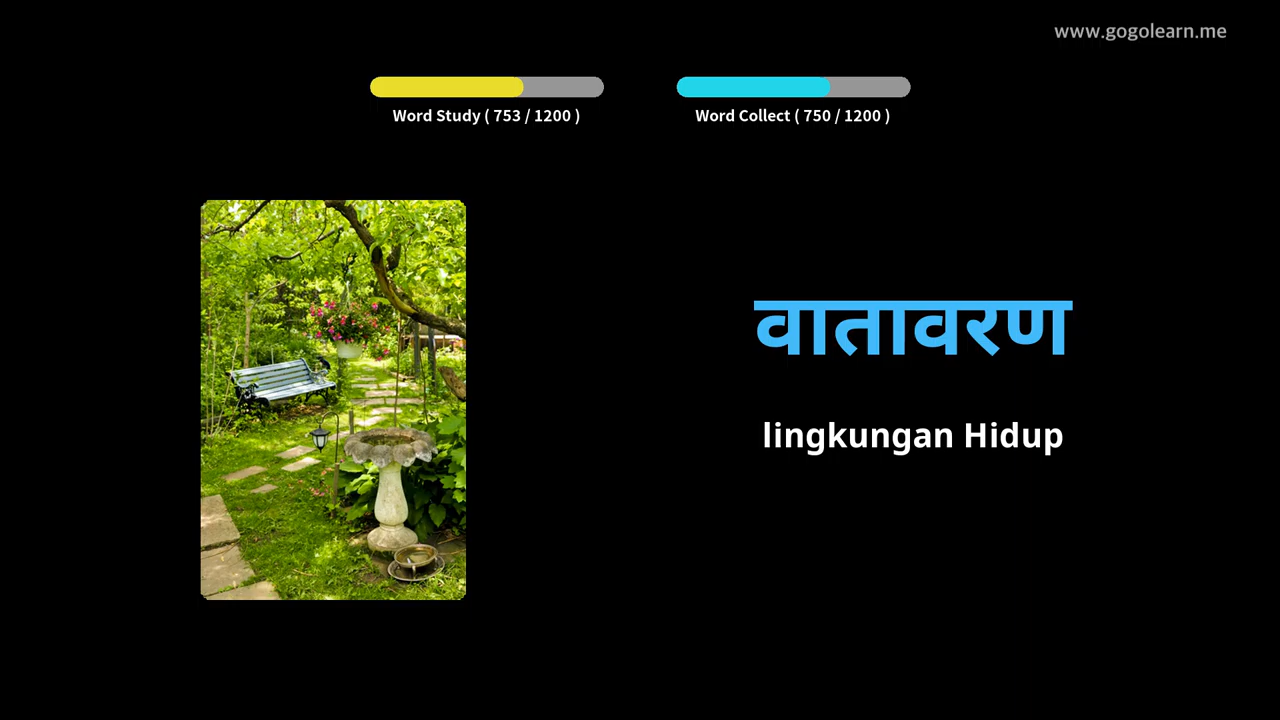 www.gogolearn.me
Word Study ( 753 / 1200 )
Word Collect ( 750 / 1200 )
वातावरण
lingkungan Hidup